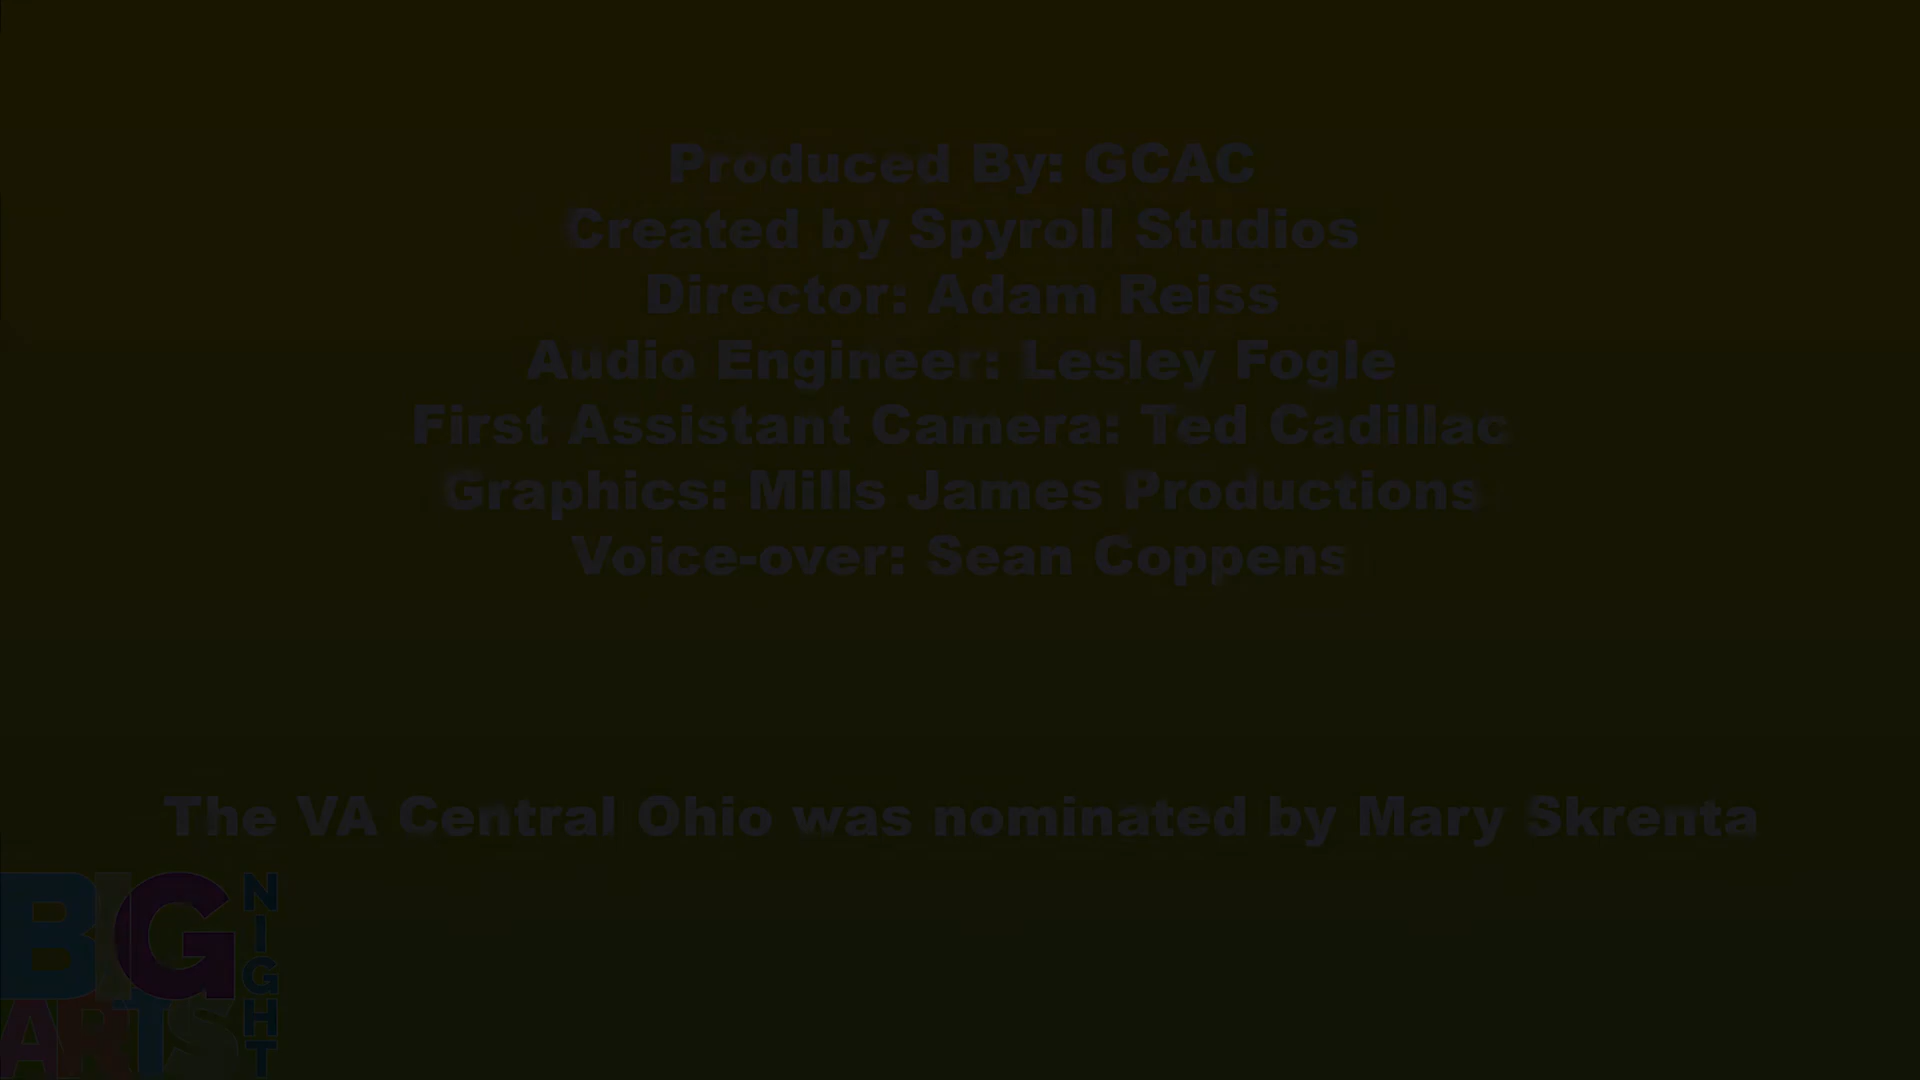 Produced By: GCAC
Created by Spyroll Studios
Director: Adam Reiss
Audio Engineer: Lesley Fogle
First Assistant Camera: Ted Cadillac
Graphics: Mills James Productions
Voice-over: Sean Coppens
The VA Central Ohio was nominated by Mary Skrenta
BIG
ARTS
NIGHT